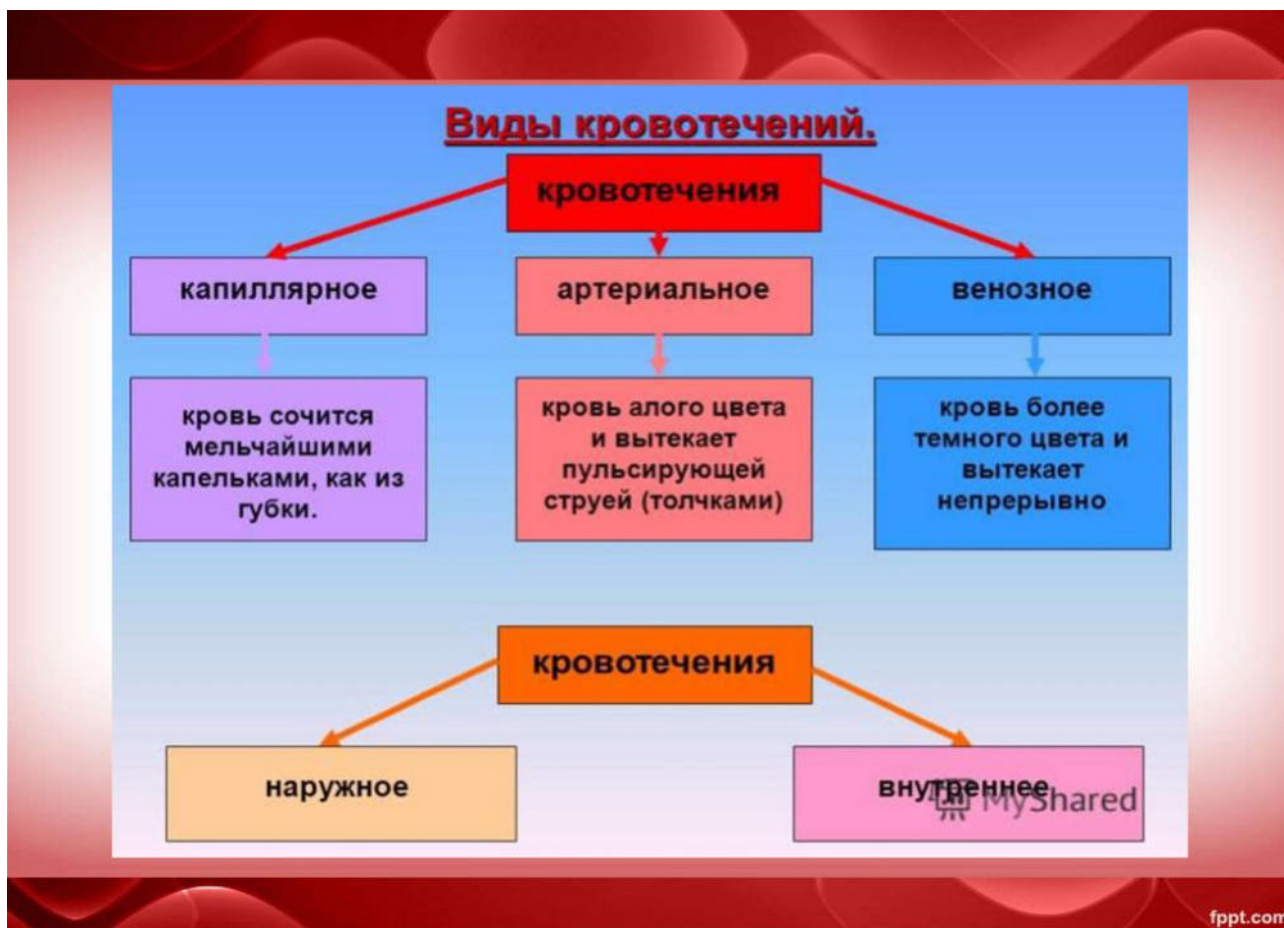 Виды кровотечений.
кровотечения
капиллярное
артериальное
венозное
кровь сочится
мельчайшими
капельками, как из
губки.
кровь алого цвета
и вытекает
пульсирующей
струей (толчками)
кровь более
темного цвета и
вытекает
непрерывно
кровотечения
наружное
внутреннее
MyShared
fppt.com